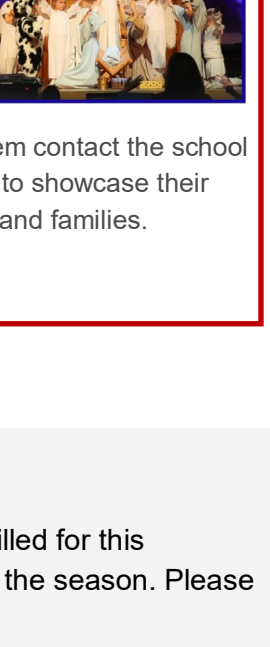 em contact the school
to showcase their
and families.
illed for this
the season. Please